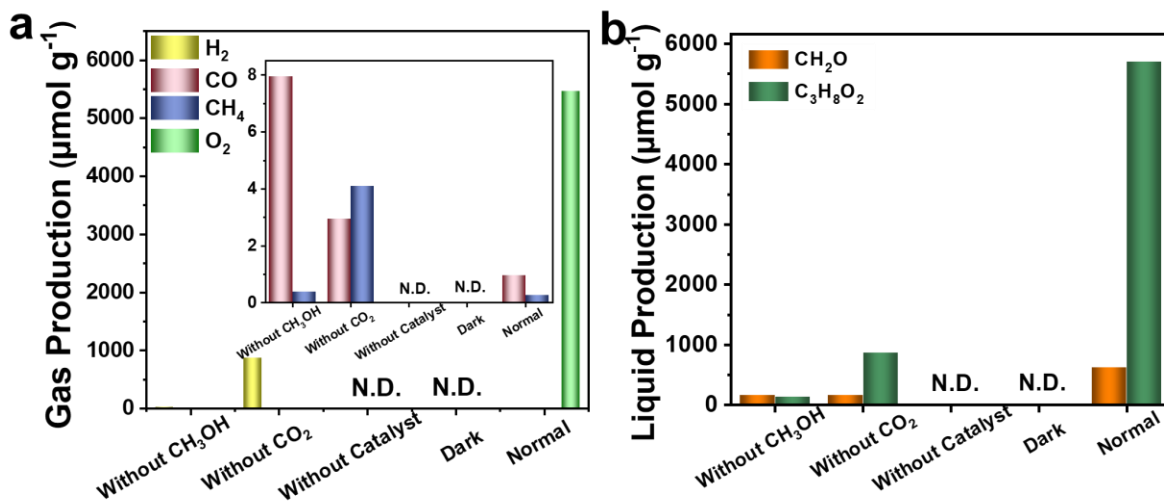 a
Gas Production (µmol g⁻¹)
6000
5000
4000
3000
2000
1000
0
H₂
CO
CH₄
O₂
8
6
4
2
0
N.D.
N.D.
Without CH₃OH
Without CO₂
Without Catalyst
Dark
Normal
N.D.
N.D.
Without CH₃OH
Without CO₂
Without Catalyst
Dark
Normal
b
Liquid Production (µmol g⁻¹)
6000
5000
4000
3000
2000
1000
0
CH₂O
C₃H₈O₂
N.D.
N.D.
Without CH₃OH
Without CO₂
Without Catalyst
Dark
Normal